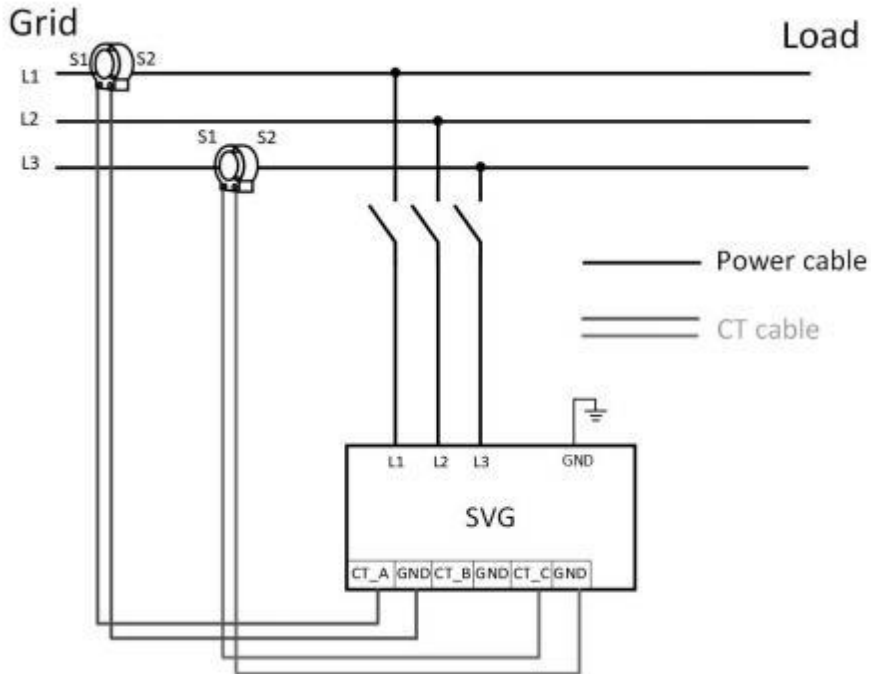 Grid
Load
S1 S2
L1
L2
S1 S2
L3
Power cable
CT cable
L1 L2 L3 GND
SVG
CT_A GND CT_B GND CT_C GND